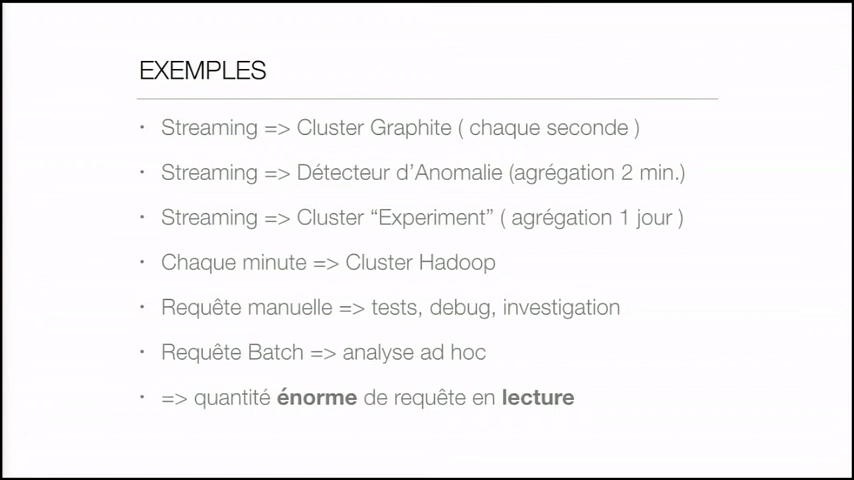 EXEMPLES
• Streaming => Cluster Graphite ( chaque seconde )
• Streaming => Détecteur d'Anomalie (agrégation 2 min.)
• Streaming => Cluster “Experiment” ( agrégation 1 jour )
• Chaque minute => Cluster Hadoop
• Requête manuelle => tests, debug, investigation
• Requête Batch => analyse ad hoc
• => quantité énorme de requête en lecture